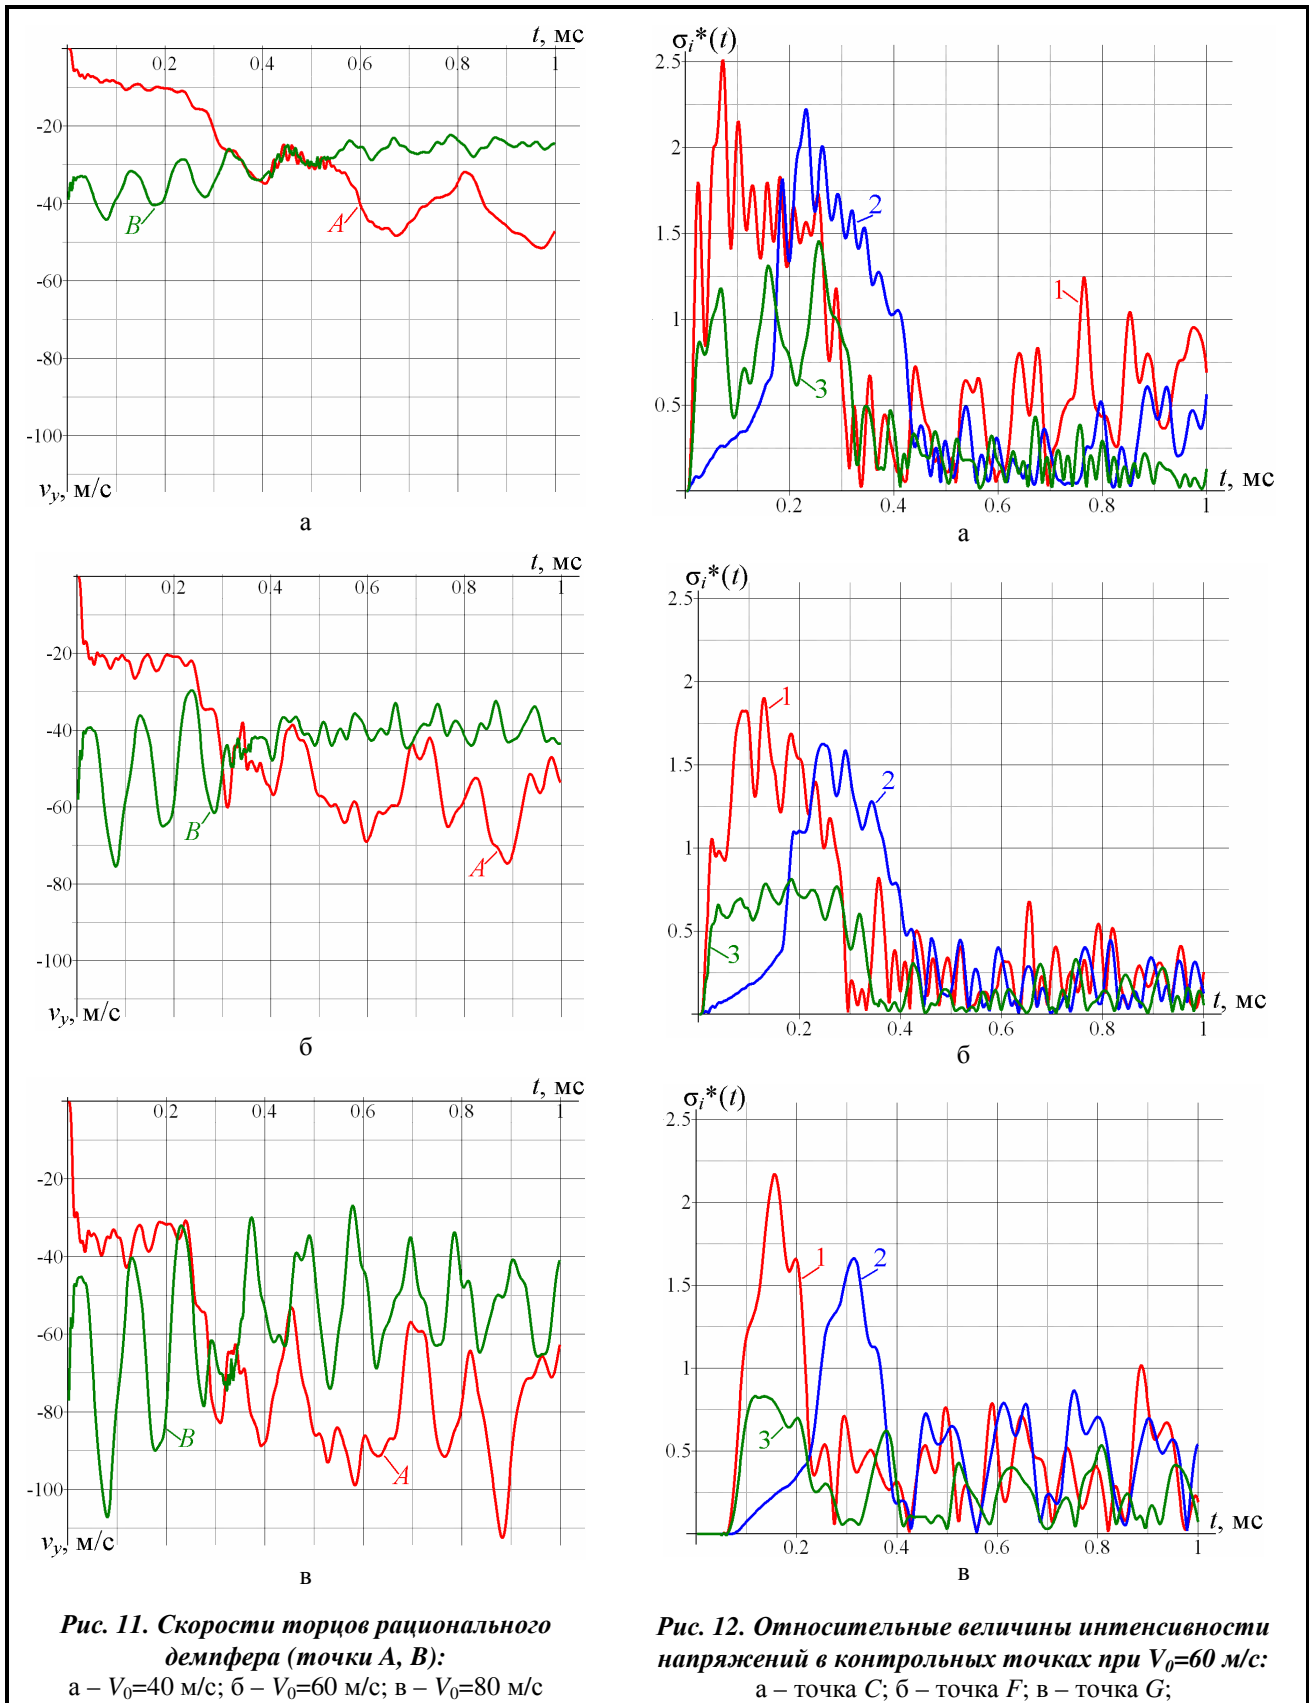 t, мс
0.2 0.4 0.6 0.8 1
-20
-40
-60
-80
-100
B
A
v_y, м/с
а
σ_i*(t)
2.5
2
1.5
1
0.5
2
1
3
0.2 0.4 0.6 0.8 1
t, мс
а
t, мс
0.2 0.4 0.6 0.8 1
-20
-40
-60
-80
-100
B
A
v_y, м/с
б
σ_i*(t)
2.5
2
1.5
1
0.5
1
2
3
0.2 0.4 0.6 0.8 1
t, мс
б
t, мс
0.2 0.4 0.6 0.8 1
-20
-40
-60
-80
-100
B
A
v_y, м/с
в
σ_i*(t)
2.5
2
1.5
1
0.5
1
2
3
0.2 0.4 0.6 0.8 1
t, мс
в
Рис. 11. Скорости торцов рационального
демпфера (точки А, В):
а – V₀=40 м/с; б – V₀=60 м/с; в – V₀=80 м/с
Рис. 12. Относительные величины интенсивности
напряжений в контрольных точках при V₀=60 м/с:
а – точка C; б – точка F; в – точка G;